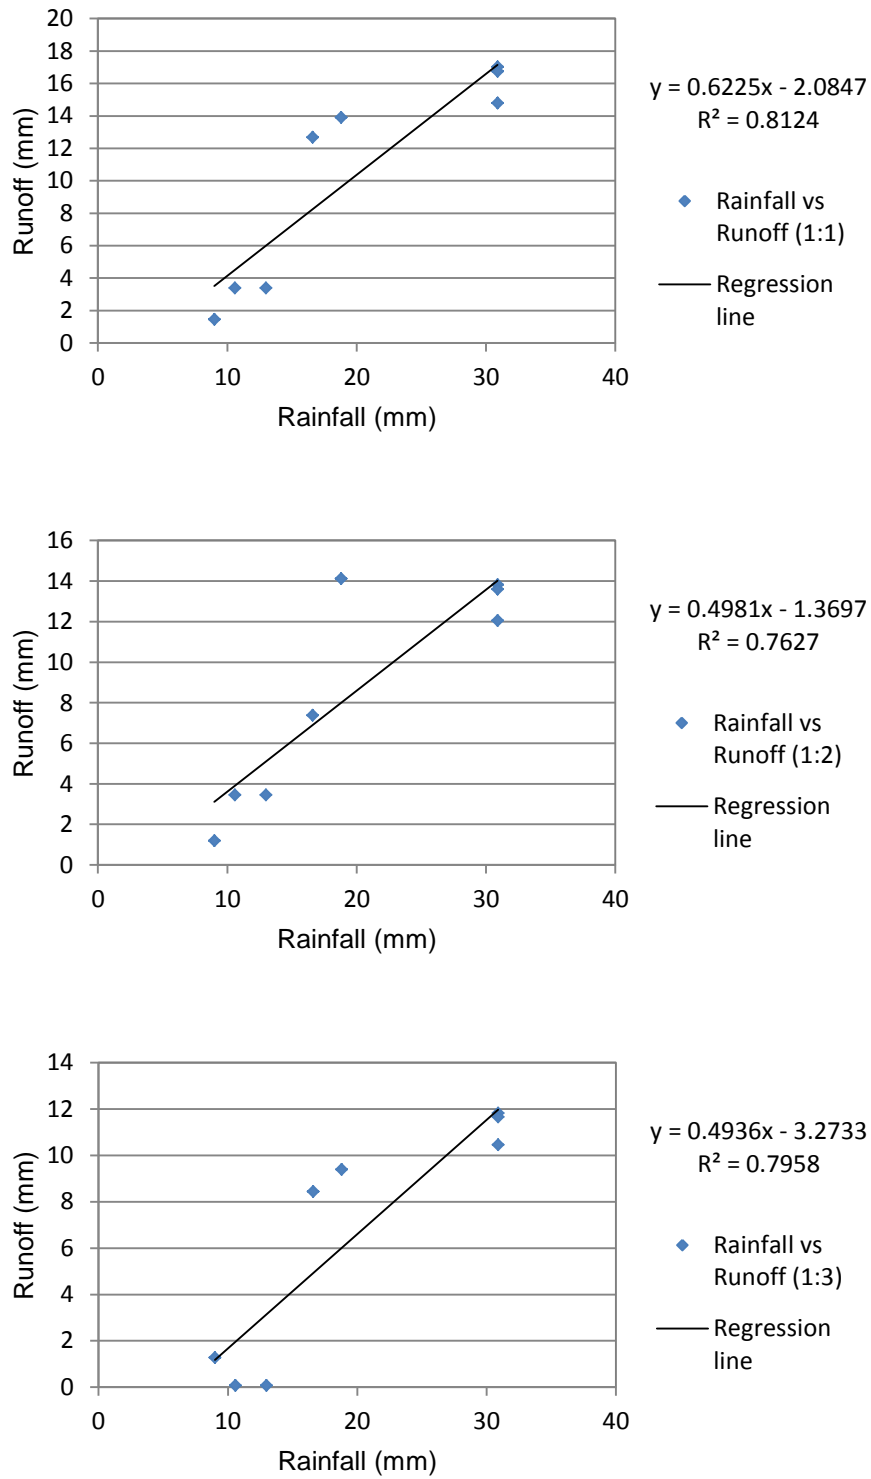 20
18
16
14
12
10
8
6
4
2
0
0 10 20 30 40
Runoff (mm)
Rainfall (mm)
y = 0.6225x - 2.0847
R² = 0.8124
Rainfall vs
Runoff (1:1)
Regression
line
16
14
12
10
8
6
4
2
0
0 10 20 30 40
Runoff (mm)
Rainfall (mm)
y = 0.4981x - 1.3697
R² = 0.7627
Rainfall vs
Runoff (1:2)
Regression
line
14
12
10
8
6
4
2
0
0 10 20 30 40
Runoff (mm)
Rainfall (mm)
y = 0.4936x - 3.2733
R² = 0.7958
Rainfall vs
Runoff (1:3)
Regression
line